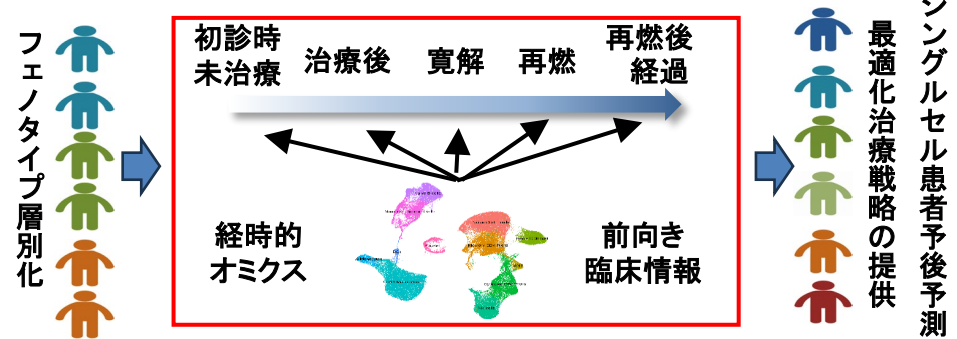 フェノタイプ層別化
初診時
未治療
治療後
寛解
再燃
再燃後
経過
経時的
オミクス
前向き
臨床情報
最適化治療戦略の提供
シングルセル患者予後予測